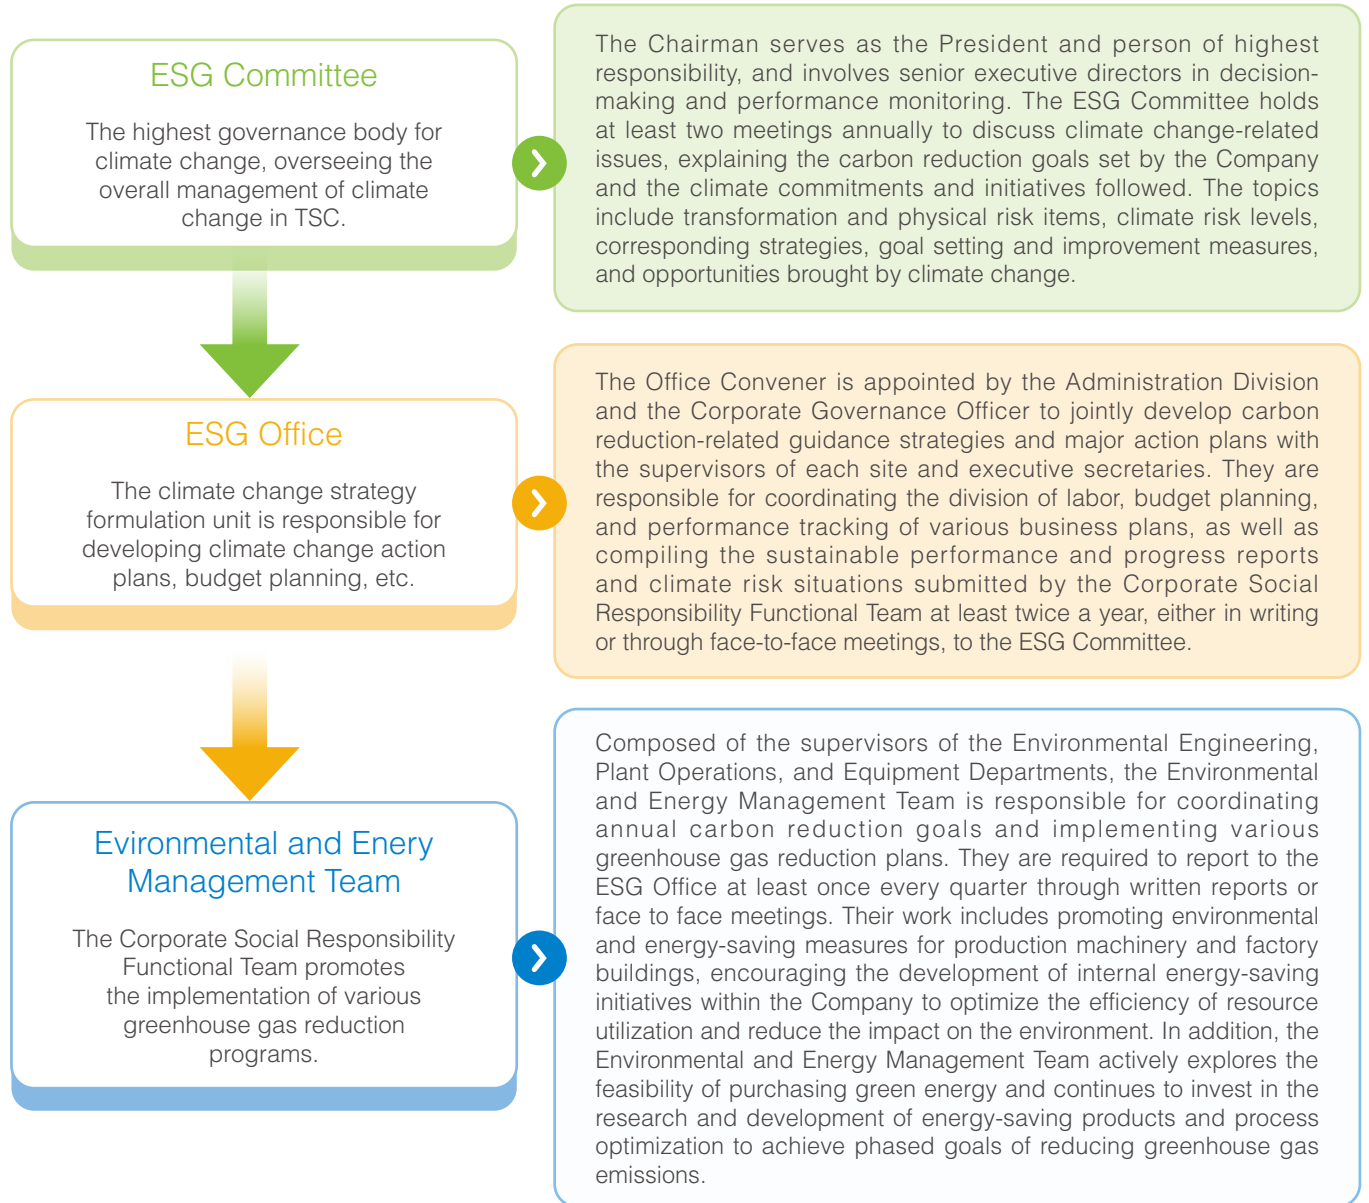 ESG Committee
The highest governance body for
climate change, overseeing the
overall management of climate
change in TSC.
The Chairman serves as the President and person of highest
responsibility, and involves senior executive directors in decision-
making and performance monitoring. The ESG Committee holds
at least two meetings annually to discuss climate change-related
issues, explaining the carbon reduction goals set by the Company
and the climate commitments and initiatives followed. The topics
include transformation and physical risk items, climate risk levels,
corresponding strategies, goal setting and improvement measures,
and opportunities brought by climate change.
ESG Office
The climate change strategy
formulation unit is responsible for
developing climate change action
plans, budget planning, etc.
The Office Convener is appointed by the Administration Division
and the Corporate Governance Officer to jointly develop carbon
reduction-related guidance strategies and major action plans with
the supervisors of each site and executive secretaries. They are
responsible for coordinating the division of labor, budget planning,
and performance tracking of various business plans, as well as
compiling the sustainable performance and progress reports
and climate risk situations submitted by the Corporate Social
Responsibility Functional Team at least twice a year, either in writing
or through face-to-face meetings, to the ESG Committee.
Evironmental and Enery
Management Team
The Corporate Social Responsibility
Functional Team promotes
the implementation of various
greenhouse gas reduction
programs.
Composed of the supervisors of the Environmental Engineering,
Plant Operations, and Equipment Departments, the Environmental
and Energy Management Team is responsible for coordinating
annual carbon reduction goals and implementing various
greenhouse gas reduction plans. They are required to report to the
ESG Office at least once every quarter through written reports or
face to face meetings. Their work includes promoting environmental
and energy-saving measures for production machinery and factory
buildings, encouraging the development of internal energy-saving
initiatives within the Company to optimize the efficiency of resource
utilization and reduce the impact on the environment. In addition, the
Environmental and Energy Management Team actively explores the
feasibility of purchasing green energy and continues to invest in the
research and development of energy-saving products and process
optimization to achieve phased goals of reducing greenhouse gas
emissions.